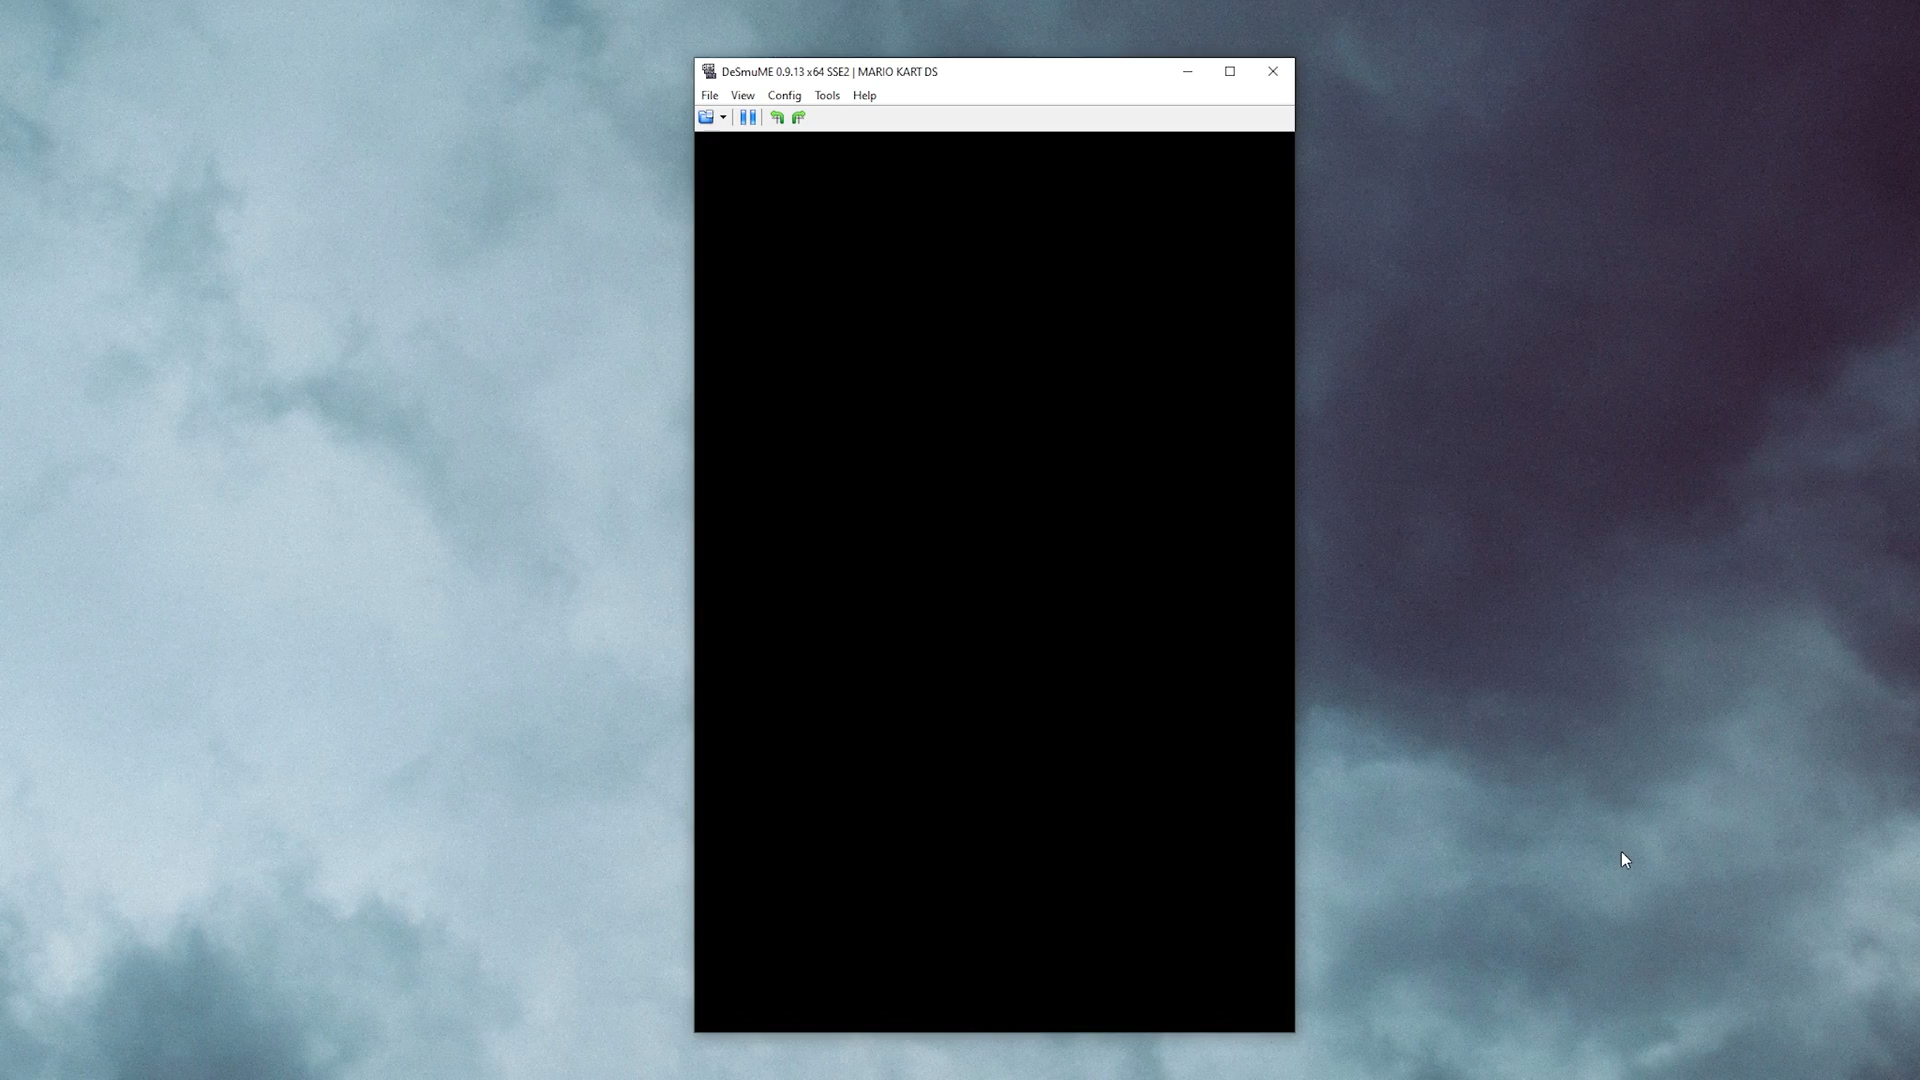 DeSmuME 0.9.13 x64 SSE2 | MARIO KART DS
File View Config Tools Help